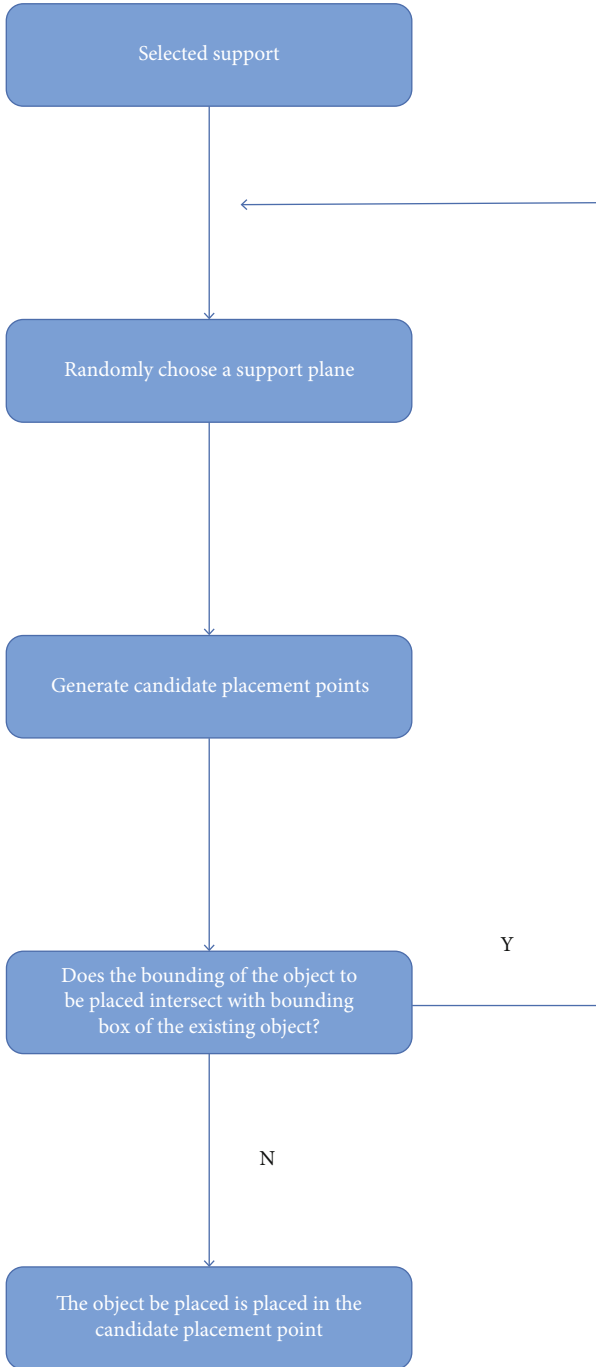 Selected support
Randomly choose a support plane
Generate candidate placement points
Does the bounding of the object to
be placed intersect with bounding
box of the existing object?
Y
N
The object be placed is placed in the
candidate placement point